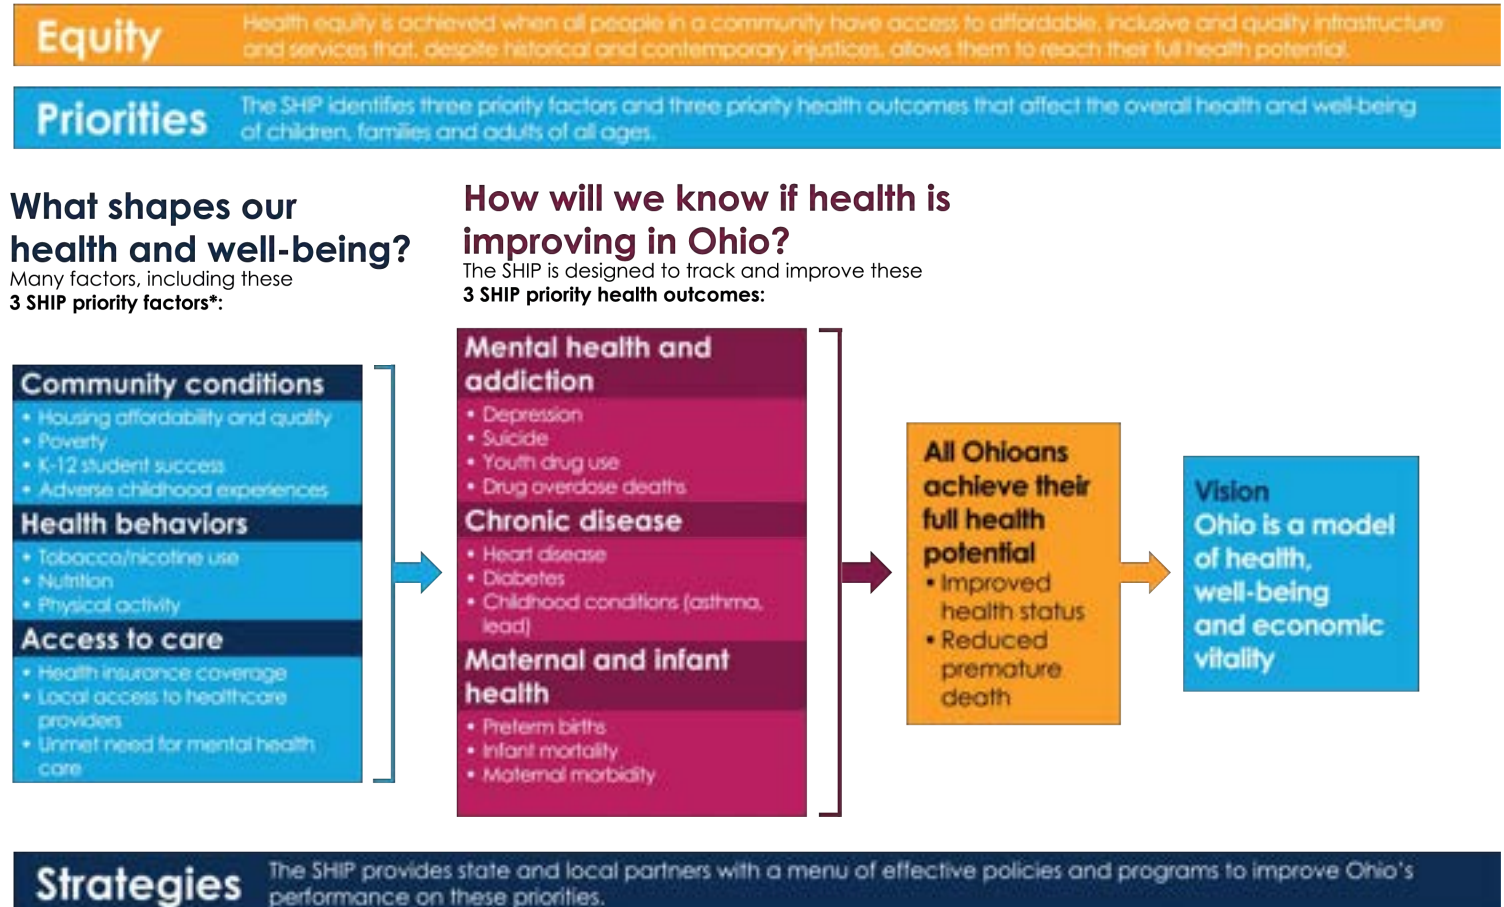 Equity
Health equity is achieved when all people in a community have access to affordable, inclusive and quality infrastructure
and services that, despite historical and contemporary injustices, allows them to reach their full health potential.
Priorities
The SHIP identifies three priority factors and three priority health outcomes that affect the overall health and well-being
of children, families and adults of all ages.
What shapes our
health and well-being?
Many factors, including these
3 SHIP priority factors*:
Community conditions
• Housing affordability and quality
• Poverty
• K-12 student success
• Adverse childhood experiences
Health behaviors
• Tobacco/nicotine use
• Nutrition
• Physical activity
Access to care
• Health insurance coverage
• Local access to healthcare
providers
• Unmet need for mental health
care
How will we know if health is
improving in Ohio?
The SHIP is designed to track and improve these
3 SHIP priority health outcomes:
Mental health and
addiction
• Depression
• Suicide
• Youth drug use
• Drug overdose deaths
Chronic disease
• Heart disease
• Diabetes
• Childhood conditions (asthma,
lead)
Maternal and infant
health
• Preterm births
• Infant mortality
• Maternal morbidity
All Ohioans
achieve their
full health
potential
• Improved
health status
• Reduced
premature
death
Vision
Ohio is a model
of health,
well-being
and economic
vitality
Strategies
The SHIP provides state and local partners with a menu of effective policies and programs to improve Ohio's
performance on these priorities.